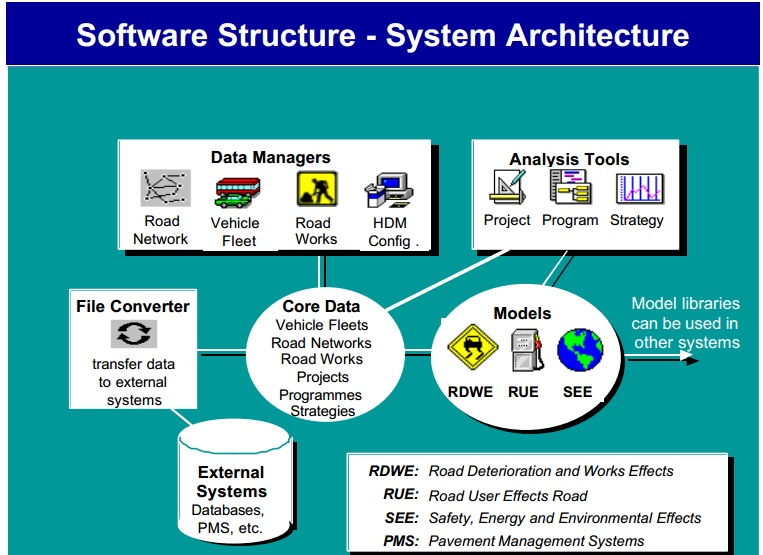 Software Structure - System Architecture
Data Managers
Road
Network
Vehicle
Fleet
Road
Works
HDM
Config .
Analysis Tools
Project
Program
Strategy
File Converter
transfer data
to external
systems
Core Data
Vehicle Fleets
Road Networks
Road Works
Projects
Programmes
Strategies
Models
RDWE
RUE
SEE
Model libraries
can be used in
other systems
External
Systems
Databases,
PMS, etc.
RDWE: Road Deterioration and Works Effects
RUE: Road User Effects Road
SEE: Safety, Energy and Environmental Effects
PMS: Pavement Management Systems